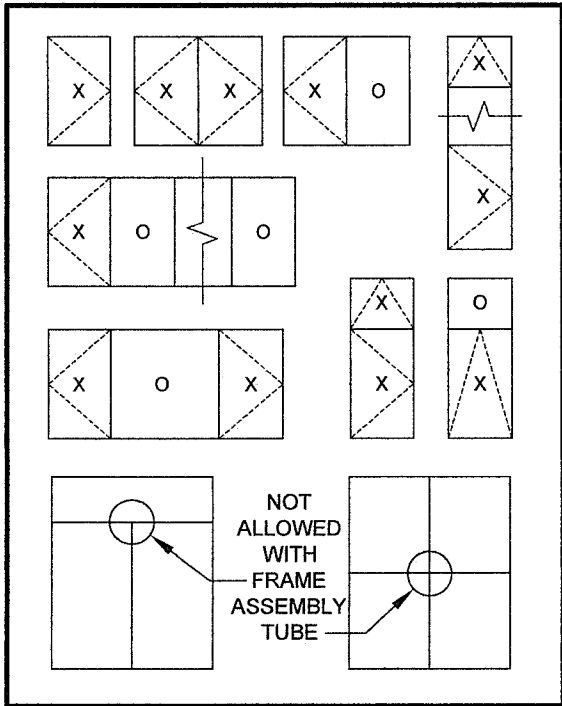 X
X X
X O
X
X
X O O
X
X
O
X
X O X
X
NOT
ALLOWED
WITH
FRAME
ASSEMBLY
TUBE